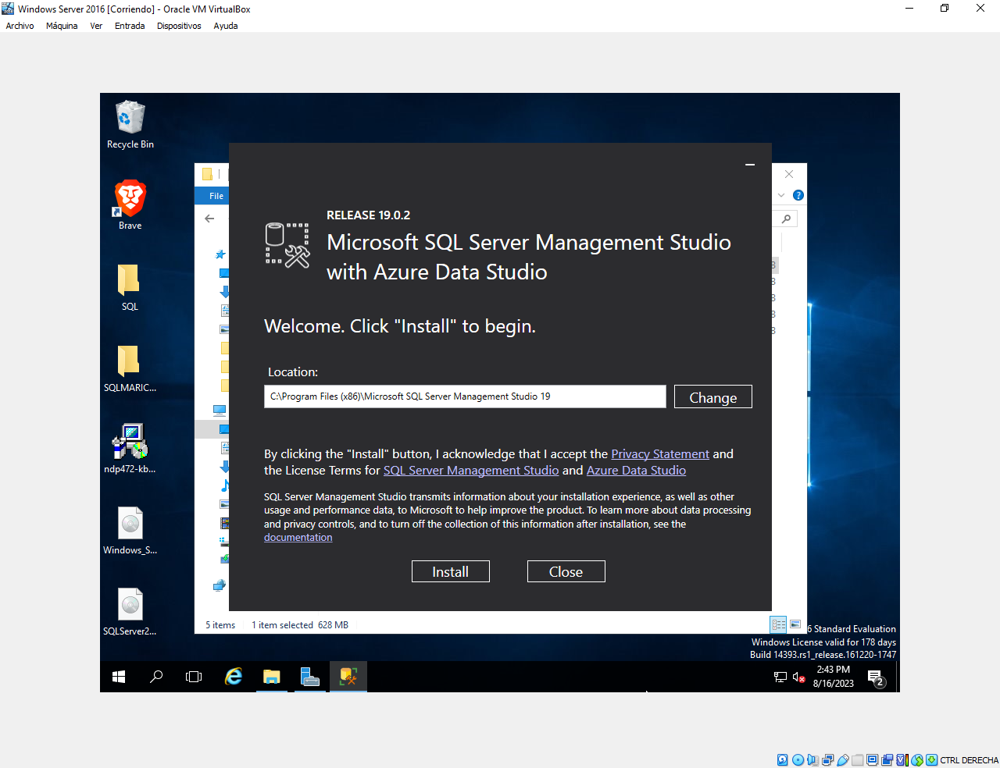 Windows Server 2016 [Corriendo] - Oracle VM VirtualBox
Archivo Máquina Ver Entrada Dispositivos Ayuda
Recycle Bin
Brave
SQL
SQLMARIC...
ndp472-kb...
Windows_S...
SQLServer2...
File
RELEASE 19.0.2
Microsoft SQL Server Management Studio
with Azure Data Studio
Welcome. Click "Install" to begin.
Location:
C:\Program Files (x86)\Microsoft SQL Server Management Studio 19
Change
By clicking the "Install" button, I acknowledge that I accept the Privacy Statement and
the License Terms for SQL Server Management Studio and Azure Data Studio
SQL Server Management Studio transmits information about your installation experience, as well as other
usage and performance data, to Microsoft to help improve the product. To learn more about data processing
and privacy controls, and to turn off the collection of this information after installation, see the
documentation
Install Close
5 items 1 item selected 628 MB
6 Standard Evaluation
Windows License valid for 178 days
Build 14393.rs1_release.161220-1747
2:43 PM
8/16/2023
2
CTRL DERECHA